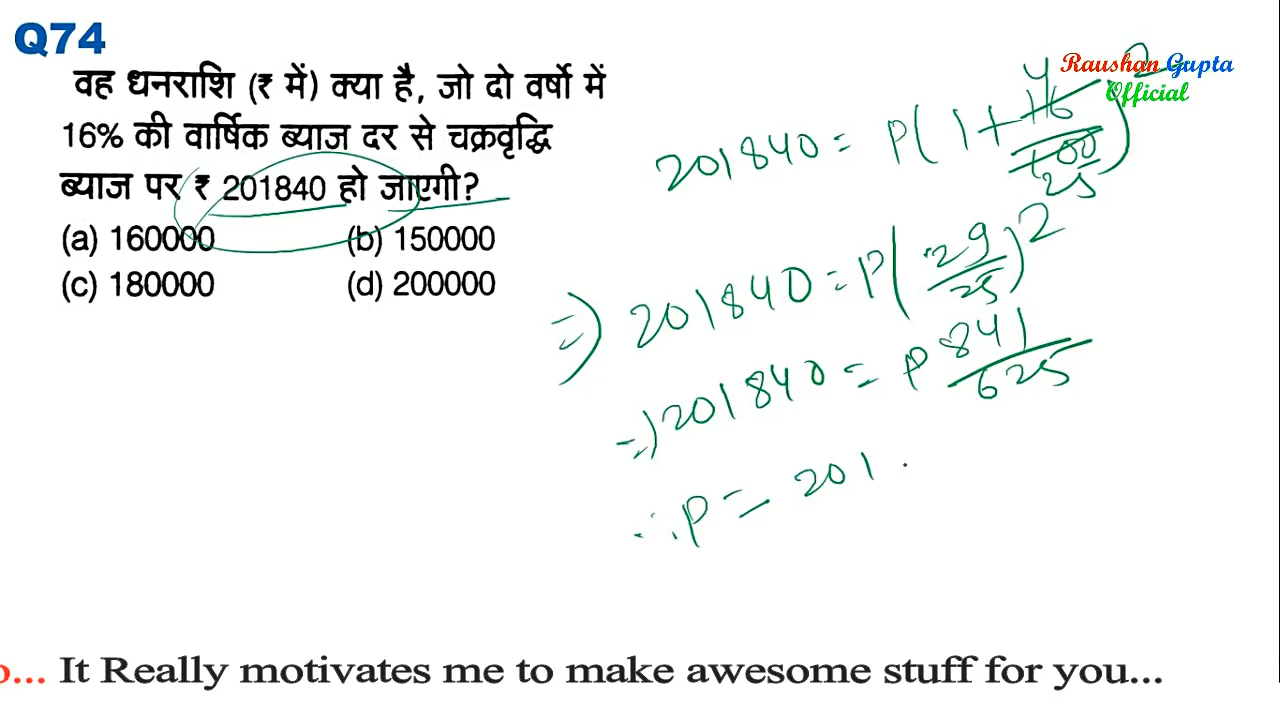 Q74
वह धनराशि (₹ में) क्या है, जो दो वर्षो में
16% की वार्षिक ब्याज दर से चक्रवृद्धि
ब्याज पर ₹ 201840 हो जाएगी?
(a) 160000 (b) 150000
(c) 180000 (d) 200000
Raushan Gupta
Official
201840 = P(1+16/100)2
4
25
=) 201840 = P(29/25)2
=) 201840 = P 841/625
∴ P = 201
... It Really motivates me to make awesome stuff for you...